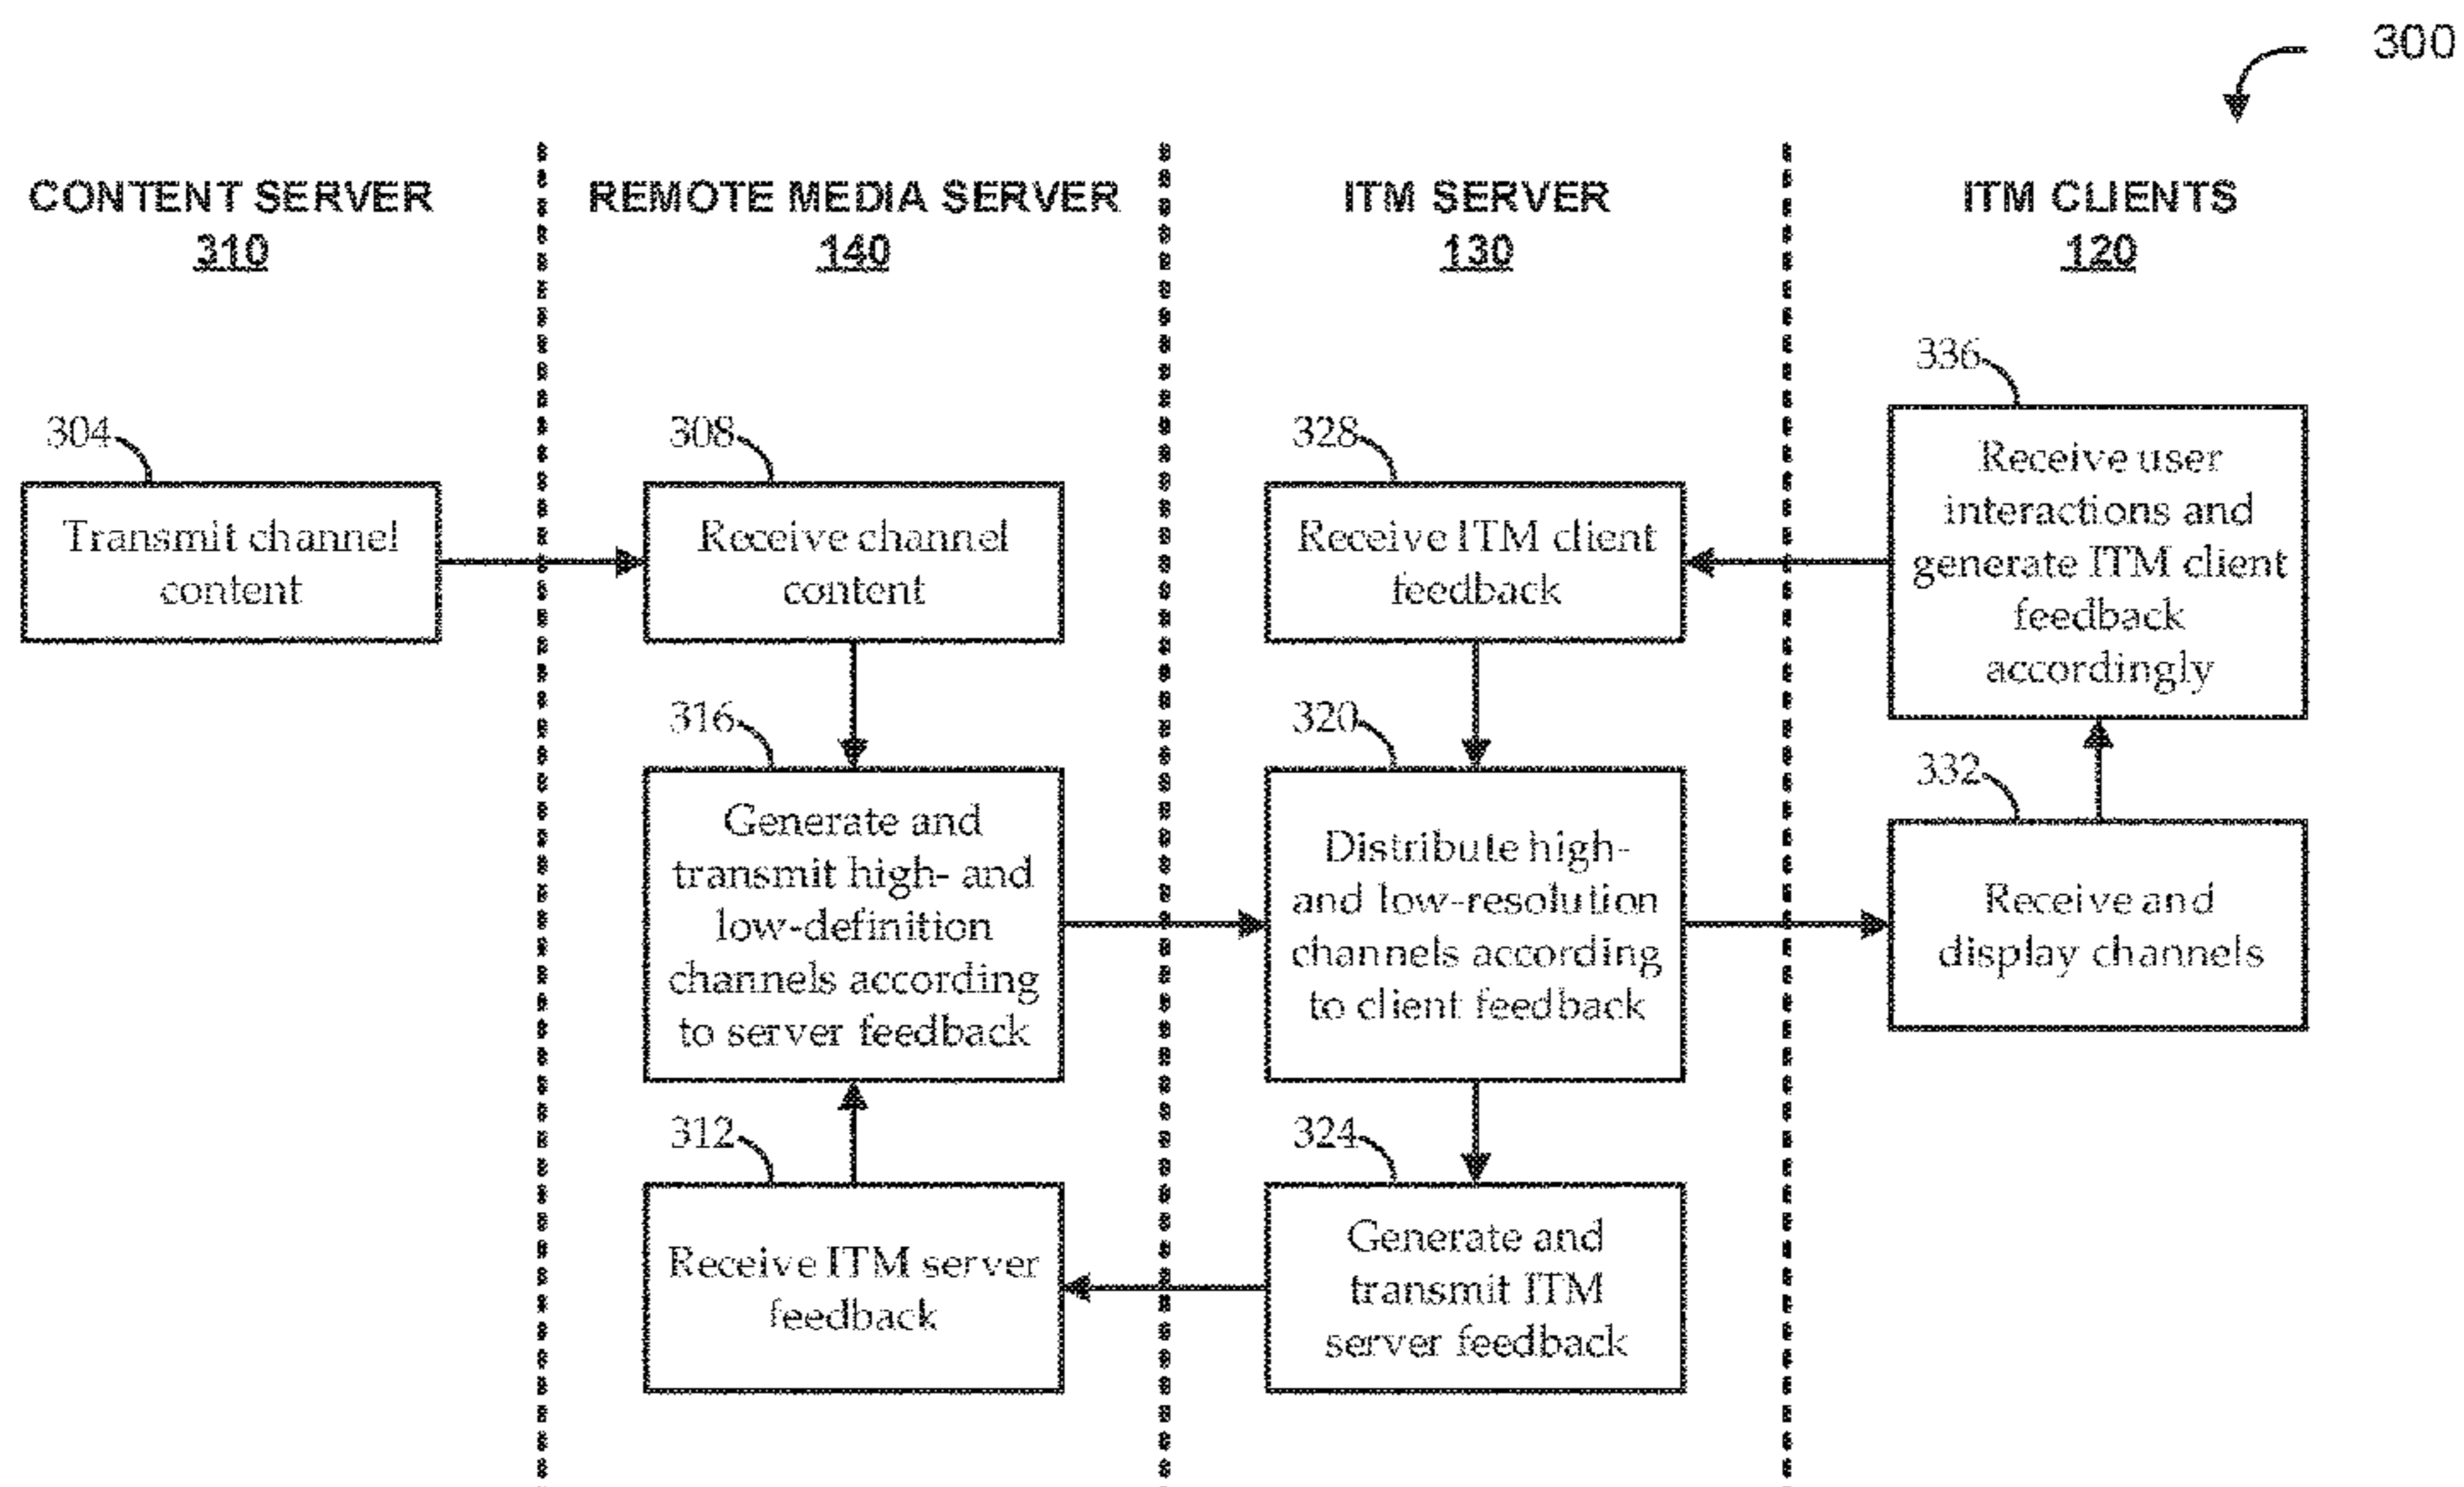 300
CONTENT SERVER
310
REMOTE MEDIA SERVER
140
ITM SERVER
130
ITM CLIENTS
120
304
Transmit channel
content
308
Receive channel
content
316
Generate and
transmit high- and
low-definition
channels according
to server feedback
312
Receive ITM server
feedback
328
Receive ITM client
feedback
320
Distribute high-
and low-resolution
channels according
to client feedback
324
Generate and
transmit ITM
server feedback
336
Receive user
interactions and
generate ITM client
feedback
accordingly
332
Receive and
display channels